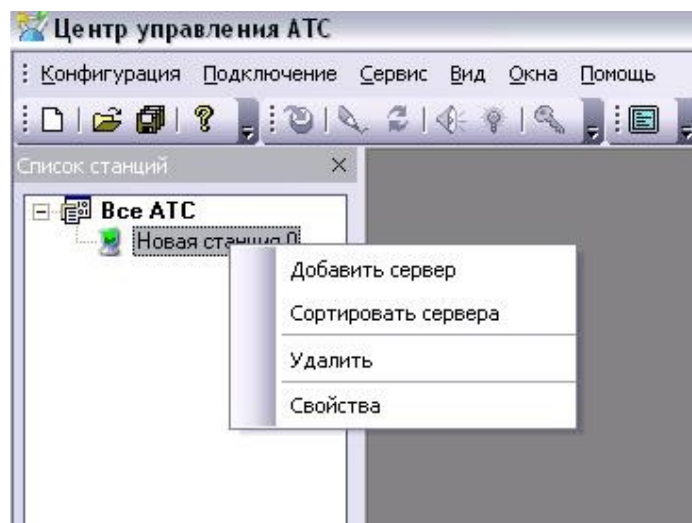 Центр управления АТС
Конфигурация Подключение Сервис Вид Окна Помощь
Список станций
Все АТС
Новая станция 0
Добавить сервер
Сортировать сервера
Удалить
Свойства